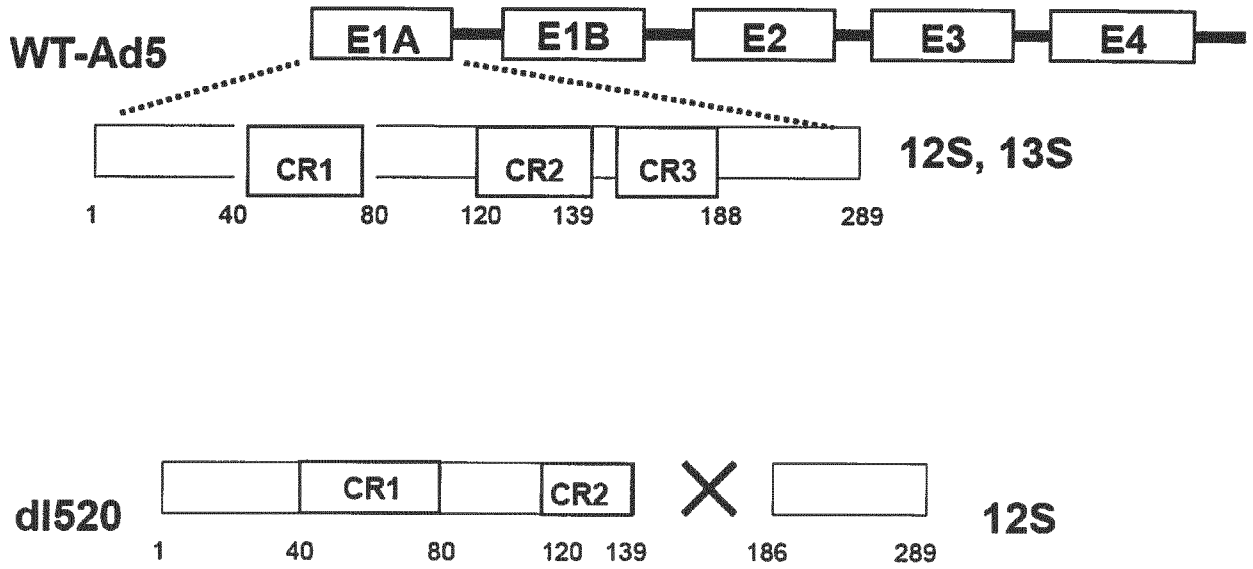 E1A E1B E2 E3 E4
WT-Ad5
CR1 CR2 CR3 12S, 13S
1 40 80 120 139 188 289
CR1 CR2
dl520 12S
1 40 80 120 139 186 289